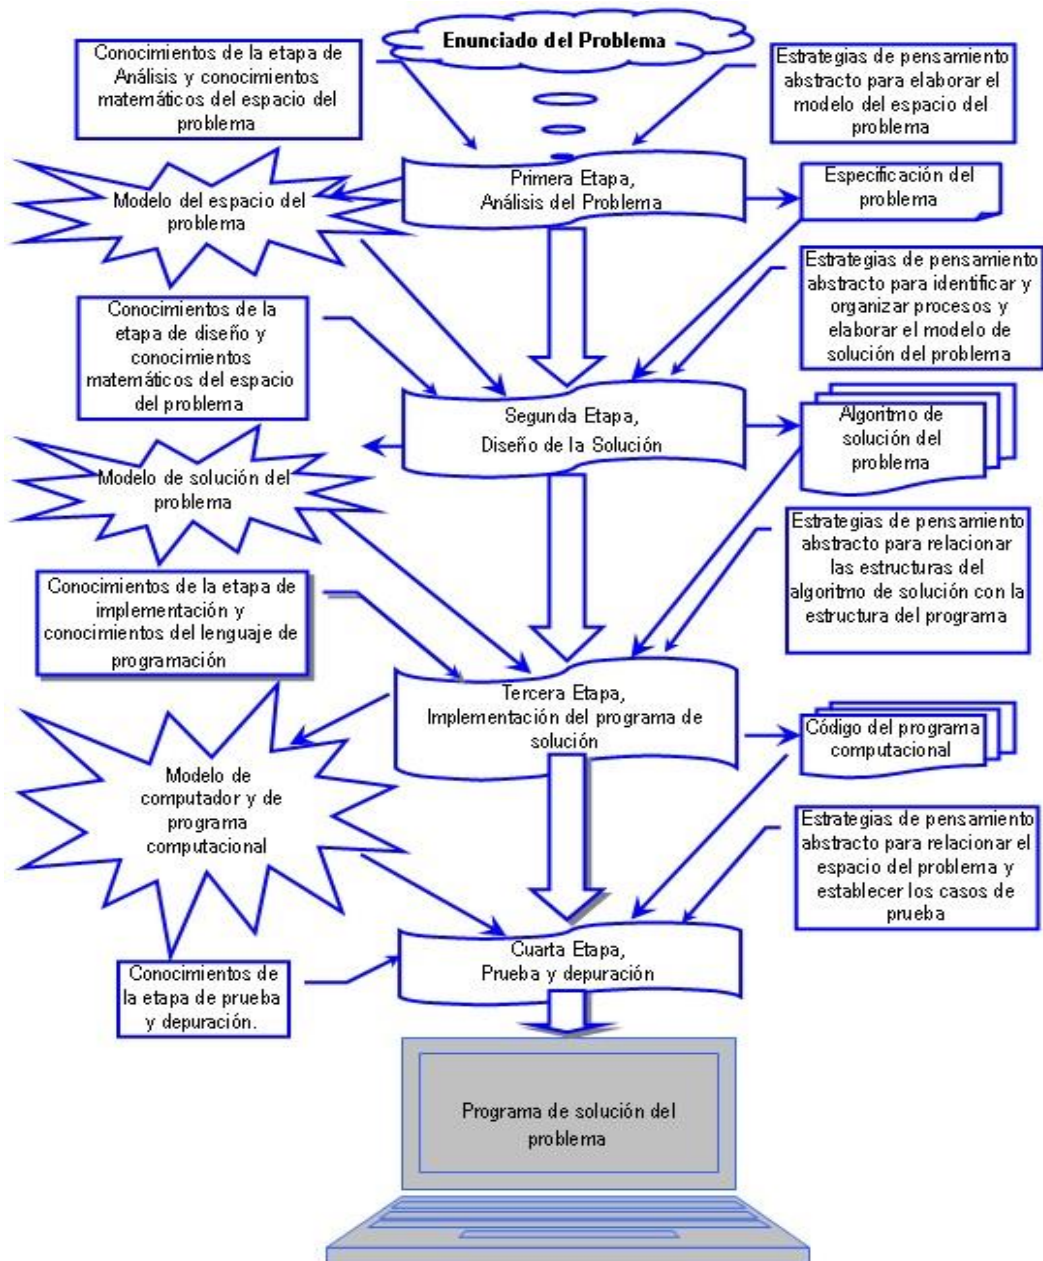 Enunciado del Problema
Conocimientos de la etapa de
Análisis y conocimientos
matemáticos del espacio del
problema
Estrategias de pensamiento
abstracto para elaborar el
modelo del espacio del
problema
Primera Etapa,
Análisis del Problema
Modelo del espacio del
problema
Especificación del
problema
Conocimientos de la
etapa de diseño y
conocimientos
matemáticos del espacio
del problema
Estrategias de pensamiento
abstracto para identificar y
organizar procesos y
elaborar el modelo de
solución del problema
Segunda Etapa,
Diseño de la Solución
Modelo de solución del
problema
Algoritmo de
solución del
problema
Conocimientos de la etapa de
implementación y
conocimientos del lenguaje de
programación
Estrategias de pensamiento
abstracto para relacionar
las estructuras del
algoritmo de solución con la
estructura del programa
Tercera Etapa,
Implementación del programa de
solución
Modelo de
computador y de
programa
computacional
Código del programa
computacional
Estrategias de pensamiento
abstracto para relacionar el
espacio del problema y
establecer los casos de
prueba
Cuarta Etapa,
Prueba y depuración
Conocimientos de
la etapa de prueba
y depuración.
Programa de solución del
problema